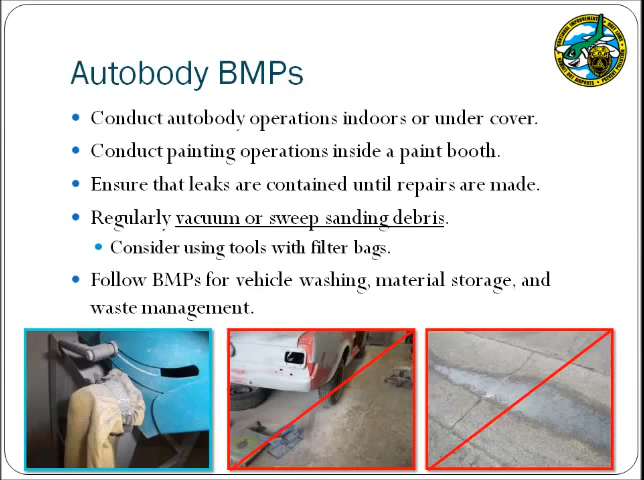 Autobody BMPs
Conduct autobody operations indoors or under cover.
Conduct painting operations inside a paint booth.
Ensure that leaks are contained until repairs are made.
Regularly vacuum or sweep sanding debris.
Consider using tools with filter bags.
Follow BMPs for vehicle washing, material storage, and
waste management.